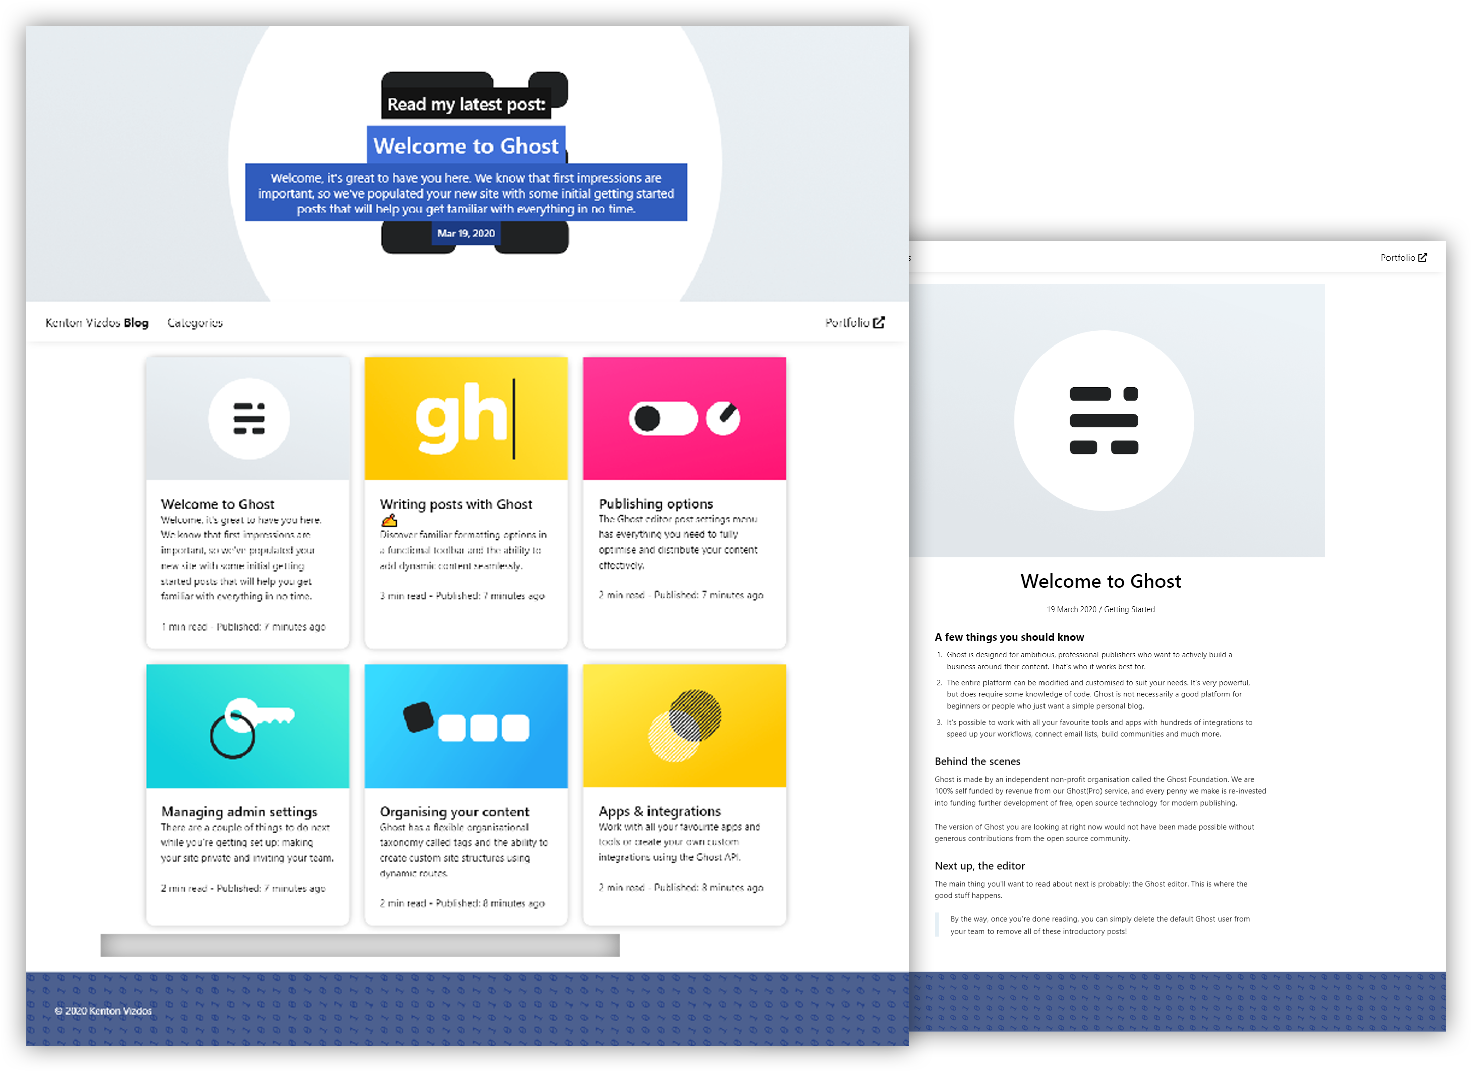 Read my latest post:
Welcome to Ghost
Welcome, it's great to have you here. We know that first impressions are
important, so we've populated your new site with some initial getting started
posts that will help you get familiar with everything in no time.
Mar 19, 2020
Kenton Vizdos Blog
Categories
Portfolio
gh
Welcome to Ghost
Welcome, it's great to have you here.
We know that first impressions are
important, so we've populated your
new site with some initial getting
started posts that will help you get
familiar with everything in no time.
1 min read - Published: 7 minutes ago
Writing posts with Ghost
✍️
Discover familiar formatting options in
a functional toolbar and the ability to
add dynamic content seamlessly.
3 min read - Published: 7 minutes ago
Publishing options
The Ghost editor post settings menu
has everything you need to fully
optimise and distribute your content
effectively.
2 min read - Published: 7 minutes ago
Managing admin settings
There are a couple of things to do next
while you're getting set up: making
your site private and inviting your team.
2 min read - Published: 7 minutes ago
Organising your content
Ghost has a flexible organisational
taxonomy called tags and the ability to
create custom site structures using
dynamic routes.
2 min read - Published: 8 minutes ago
Apps & integrations
Work with all your favourite apps and
tools or create your own custom
integrations using the Ghost API.
2 min read - Published: 8 minutes ago
© 2020 Kenton Vizdos
s
Portfolio
Welcome to Ghost
19 March 2020 / Getting Started
A few things you should know
1. Ghost is designed for ambitious, professional publishers who want to actively build a
business around their content. That's who it works best for.
2. The entire platform can be modified and customised to suit your needs. It's very powerful,
but does require some knowledge of code. Ghost is not necessarily a good platform for
beginners or people who just want a simple personal blog.
3. It's possible to work with all your favourite tools and apps with hundreds of integrations to
speed up your workflows, connect email lists, build communities and much more.
Behind the scenes
Ghost is made by an independent non-profit organisation called the Ghost Foundation. We are
100% self funded by revenue from our Ghost(Pro) service, and every penny we make is re-invested
into funding further development of free, open source technology for modern publishing.
The version of Ghost you are looking at right now would not have been made possible without
generous contributions from the open source community.
Next up, the editor
The main thing you'll want to read about next is probably: the Ghost editor. This is where the
good stuff happens.
By the way, once you're done reading, you can simply delete the default Ghost user from
your team to remove all of these introductory posts!